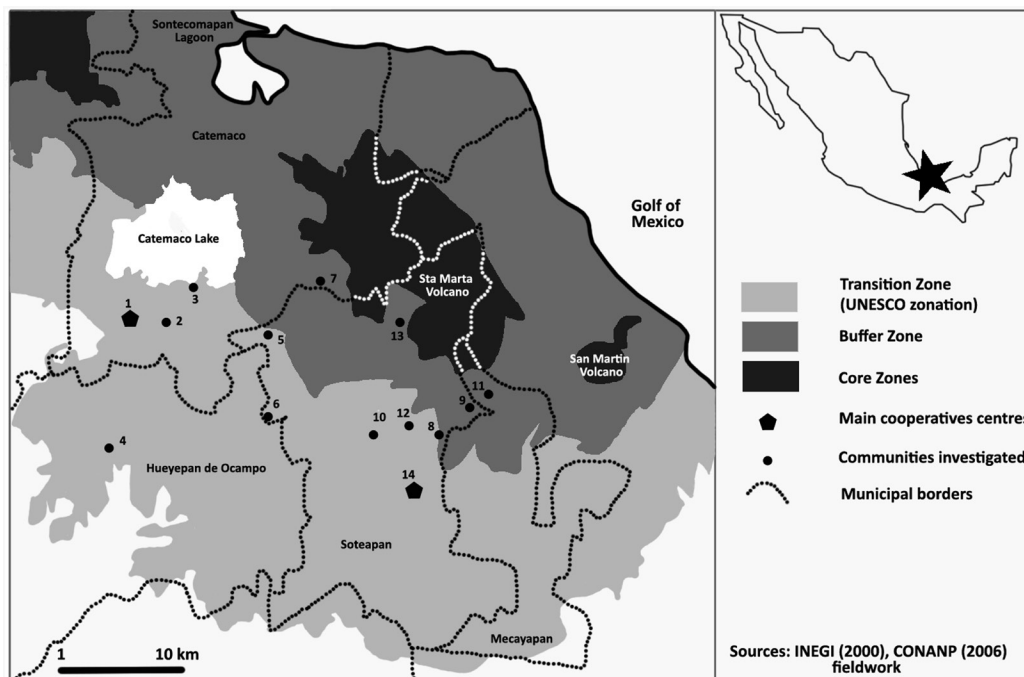 Sontecomapan
Lagoon
Catemaco
Golf of
Mexico
Catemaco Lake
Sta Marta
Volcano
7
3
1
2
13
5
San Martin
Volcano
11
9
6
10
12
8
4
Hueyepan de Ocampo
14
Soteapan
Mecayapan
1 10 km
Transition Zone
(UNESCO zonation)
Buffer Zone
Core Zones
Main cooperatives centres
Communities investigated
Municipal borders
Sources: INEGI (2000), CONANP (2006)
fieldwork